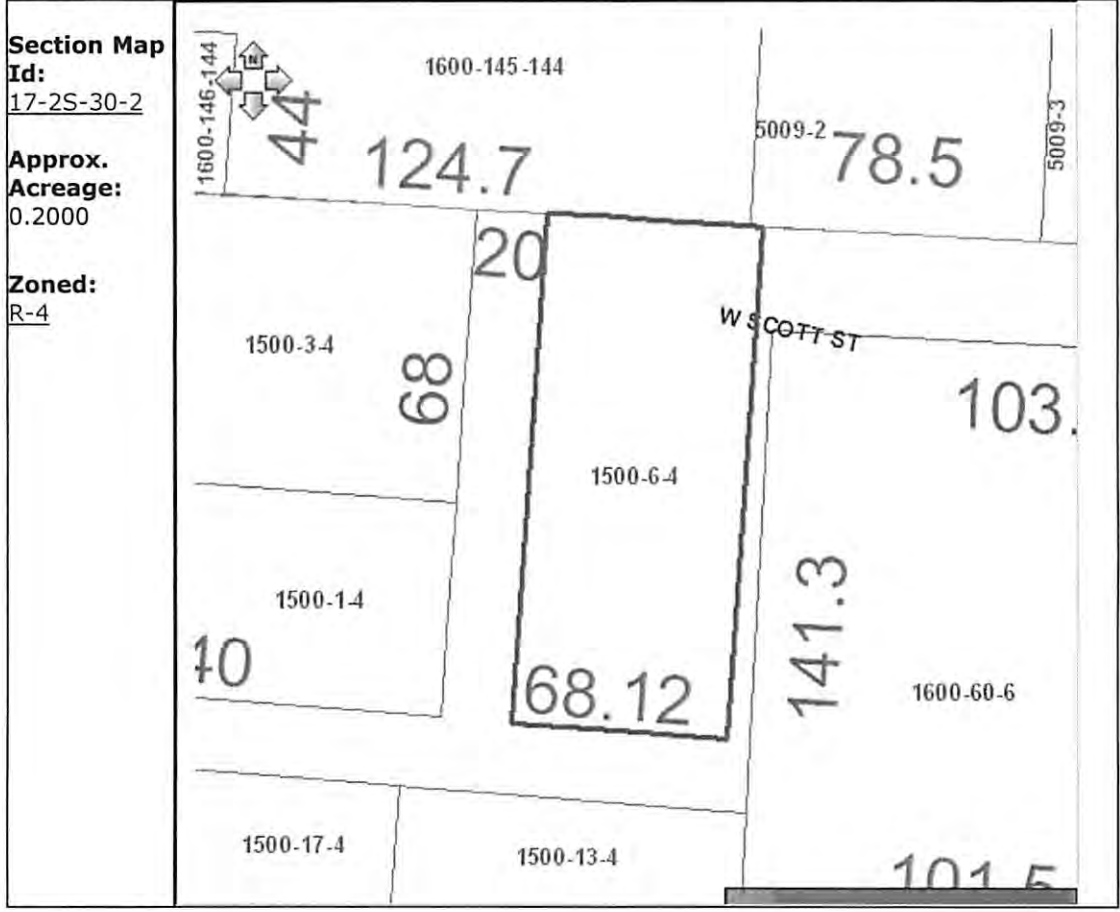 Section Map
Id:
17-2S-30-2
Approx.
Acreage:
0.2000
Zoned:
R-4
1600-146-144
N
44
1600-145-144
124.7
5009-2
78.5
5009-3
20
1500-3-4
68
W SCOTT ST
103.
1500-6-4
1500-1-4
141.3
40
68.12
1600-60-6
1500-17-4
1500-13-4
101.5